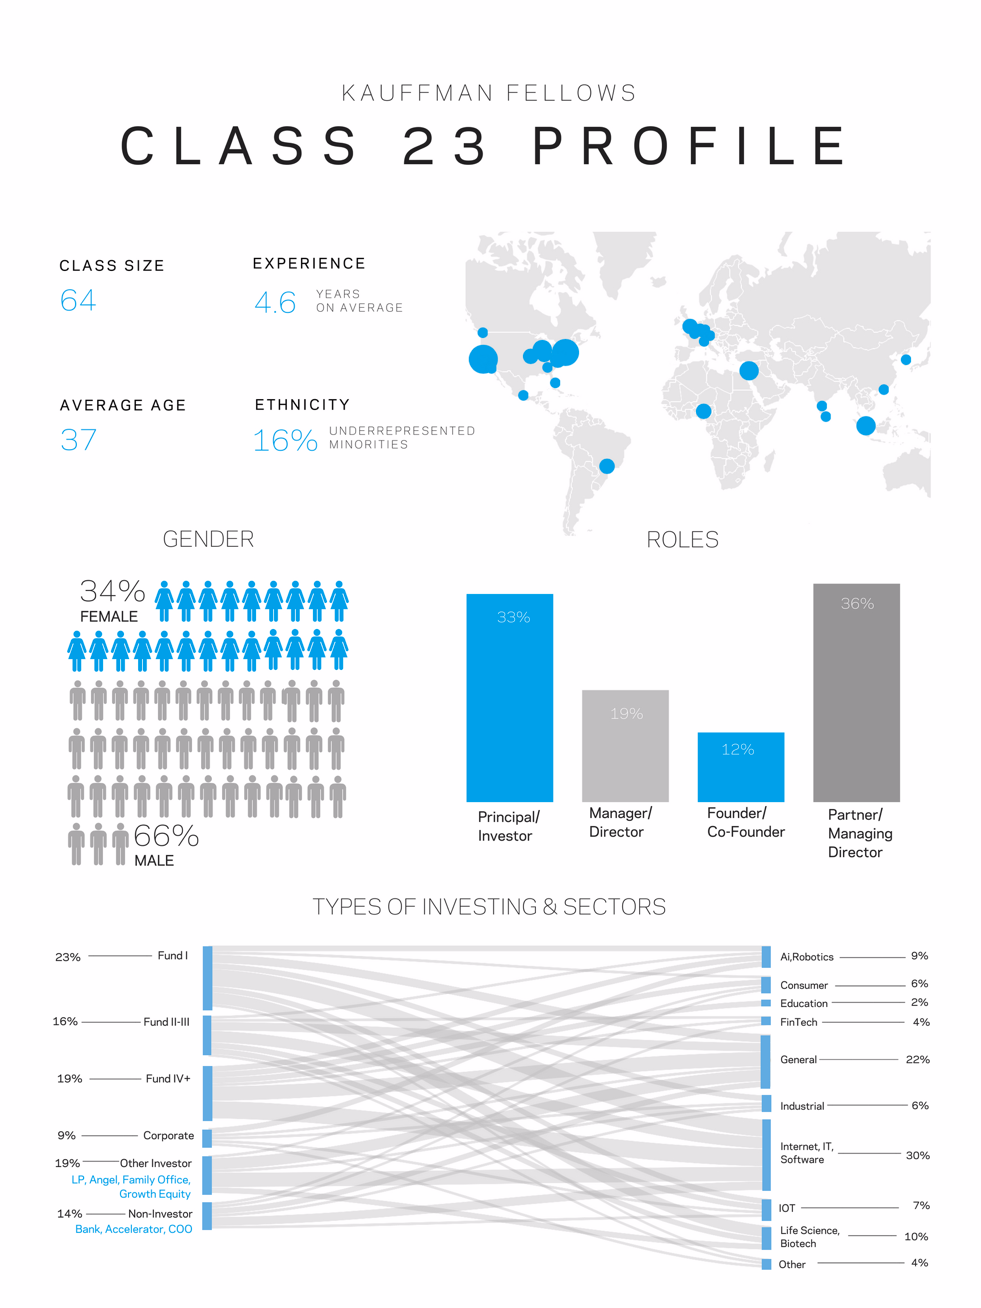 KAUFFMAN FELLOWS
CLASS 23 PROFILE
CLASS SIZE
64
EXPERIENCE
4.6
YEARS
ON AVERAGE
AVERAGE AGE
37
ETHNICITY
16%
UNDERREPRESENTED
MINORITIES
GENDER
34%
FEMALE
66%
MALE
ROLES
33%
19%
12%
36%
Principal/
Investor
Manager/
Director
Founder/
Co-Founder
Partner/
Managing
Director
TYPES OF INVESTING & SECTORS
23% Fund I
16% Fund II-III
19% Fund IV+
9% Corporate
19% Other Investor
LP, Angel, Family Office,
Growth Equity
14% Non-Investor
Bank, Accelerator, COO
Ai,Robotics 9%
Consumer 6%
Education 2%
FinTech 4%
General 22%
Industrial 6%
Internet, IT,
Software 30%
IOT 7%
Life Science,
Biotech 10%
Other 4%